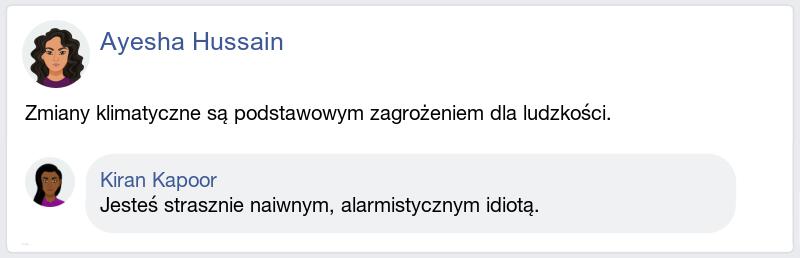 Ayesha Hussain
Zmiany klimatyczne są podstawowym zagrożeniem dla ludzkości.
Kiran Kapoor
Jesteś strasznie naiwnym, alarmistycznym idiotą.